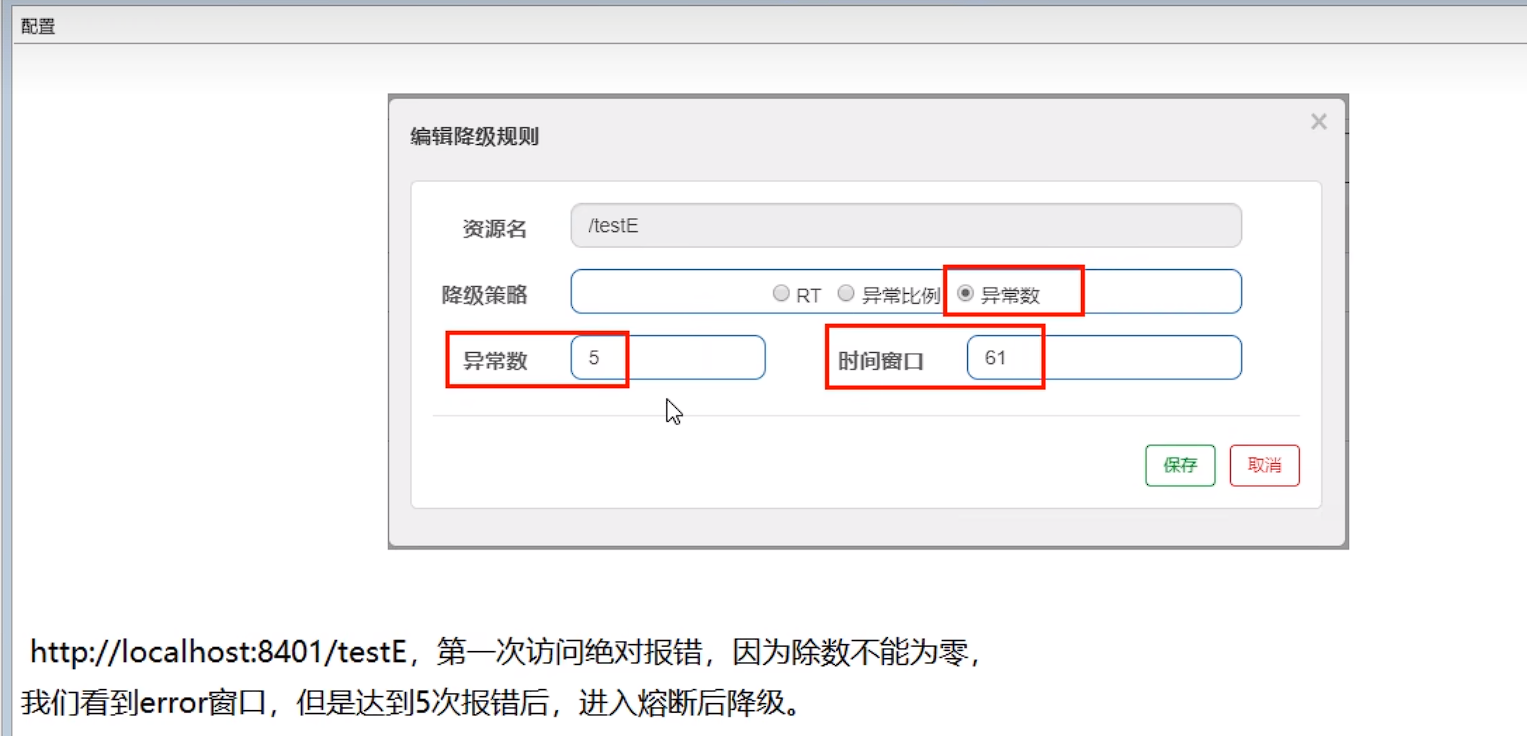 配置
编辑降级规则 ×
资源名 /testE
降级策略 RT 异常比例 异常数
异常数 5 时间窗口 61
保存 取消
http://localhost:8401/testE，第一次访问绝对报错，因为除数不能为零，
我们看到error窗口，但是达到5次报错后，进入熔断后降级。